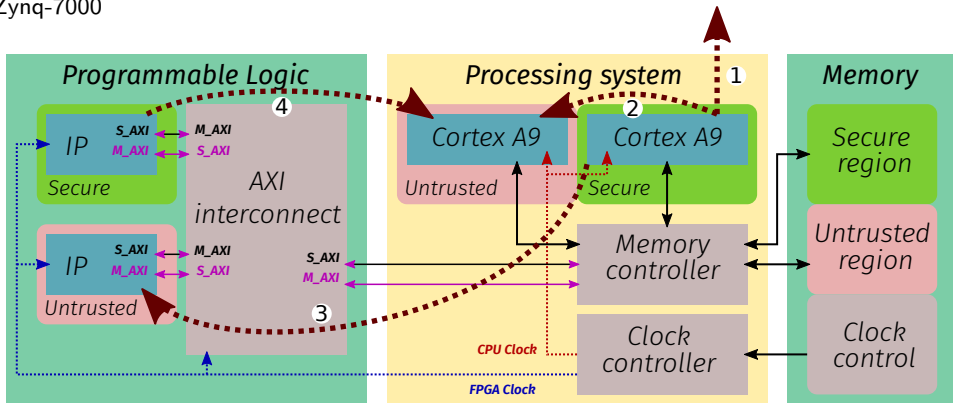 Zynq-7000
1
Programmable Logic
Processing system
Memory
4
2
IP
S_AXI
M_AXI
M_AXI
S_AXI
Secure
AXI
interconnect
Cortex A9
Untrusted
Cortex A9
Secure
Secure
region
IP
S_AXI
M_AXI
M_AXI
S_AXI
Untrusted
S_AXI
M_AXI
3
Memory
controller
Untrusted
region
CPU Clock
FPGA Clock
Clock
controller
Clock
control